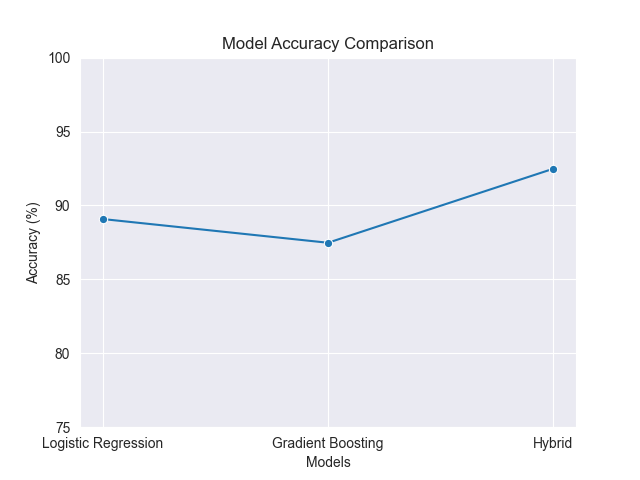 Model Accuracy Comparison
100
95
90
85
80
75
Accuracy (%)
Logistic Regression
Gradient Boosting
Hybrid
Models